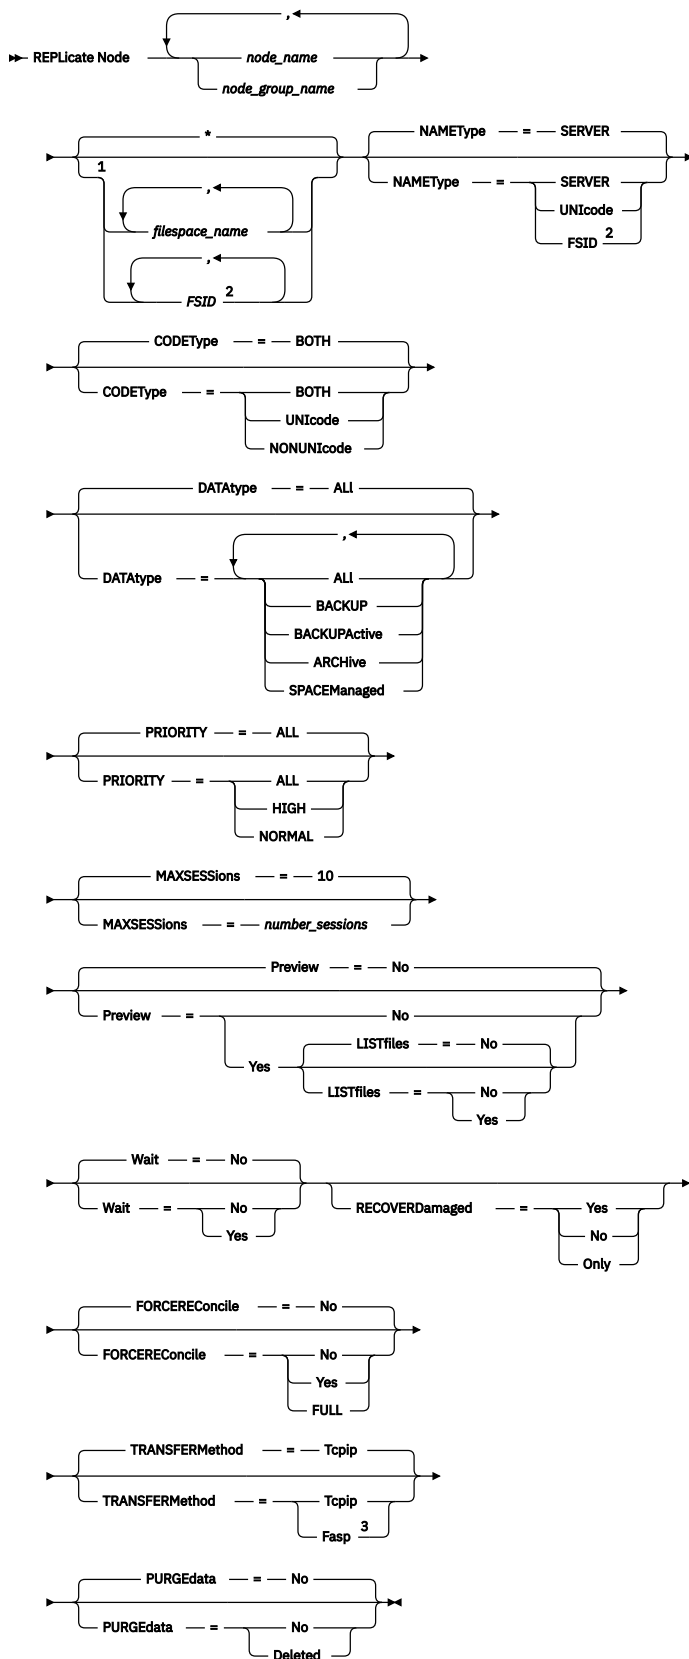 ,
REPLicate Node node_name
node_group_name
* NAMEType = SERVER
1 NAMEType = SERVER
, UNIcode
filespace_name FSID 2
,
FSID 2
CODEType = BOTH
CODEType = BOTH
UNIcode
NONUNIcode
DATAtype = ALl
,
DATAtype = ALl
BACKUP
BACKUPActive
ARCHive
SPACEManaged
PRIORITY = ALL
PRIORITY = ALL
HIGH
NORMAL
MAXSESSions = 10
MAXSESSions = number_sessions
Preview = No
Preview = No
LISTfiles = No
Yes
LISTfiles = No
Yes
Wait = No
Wait = No RECOVERDamaged = Yes
Yes No
Only
FORCEREConcile = No
FORCEREConcile = No
Yes
FULL
TRANSFERMethod = Tcpip
TRANSFERMethod = Tcpip
Fasp 3
PURGEdata = No
PURGEdata = No
Deleted